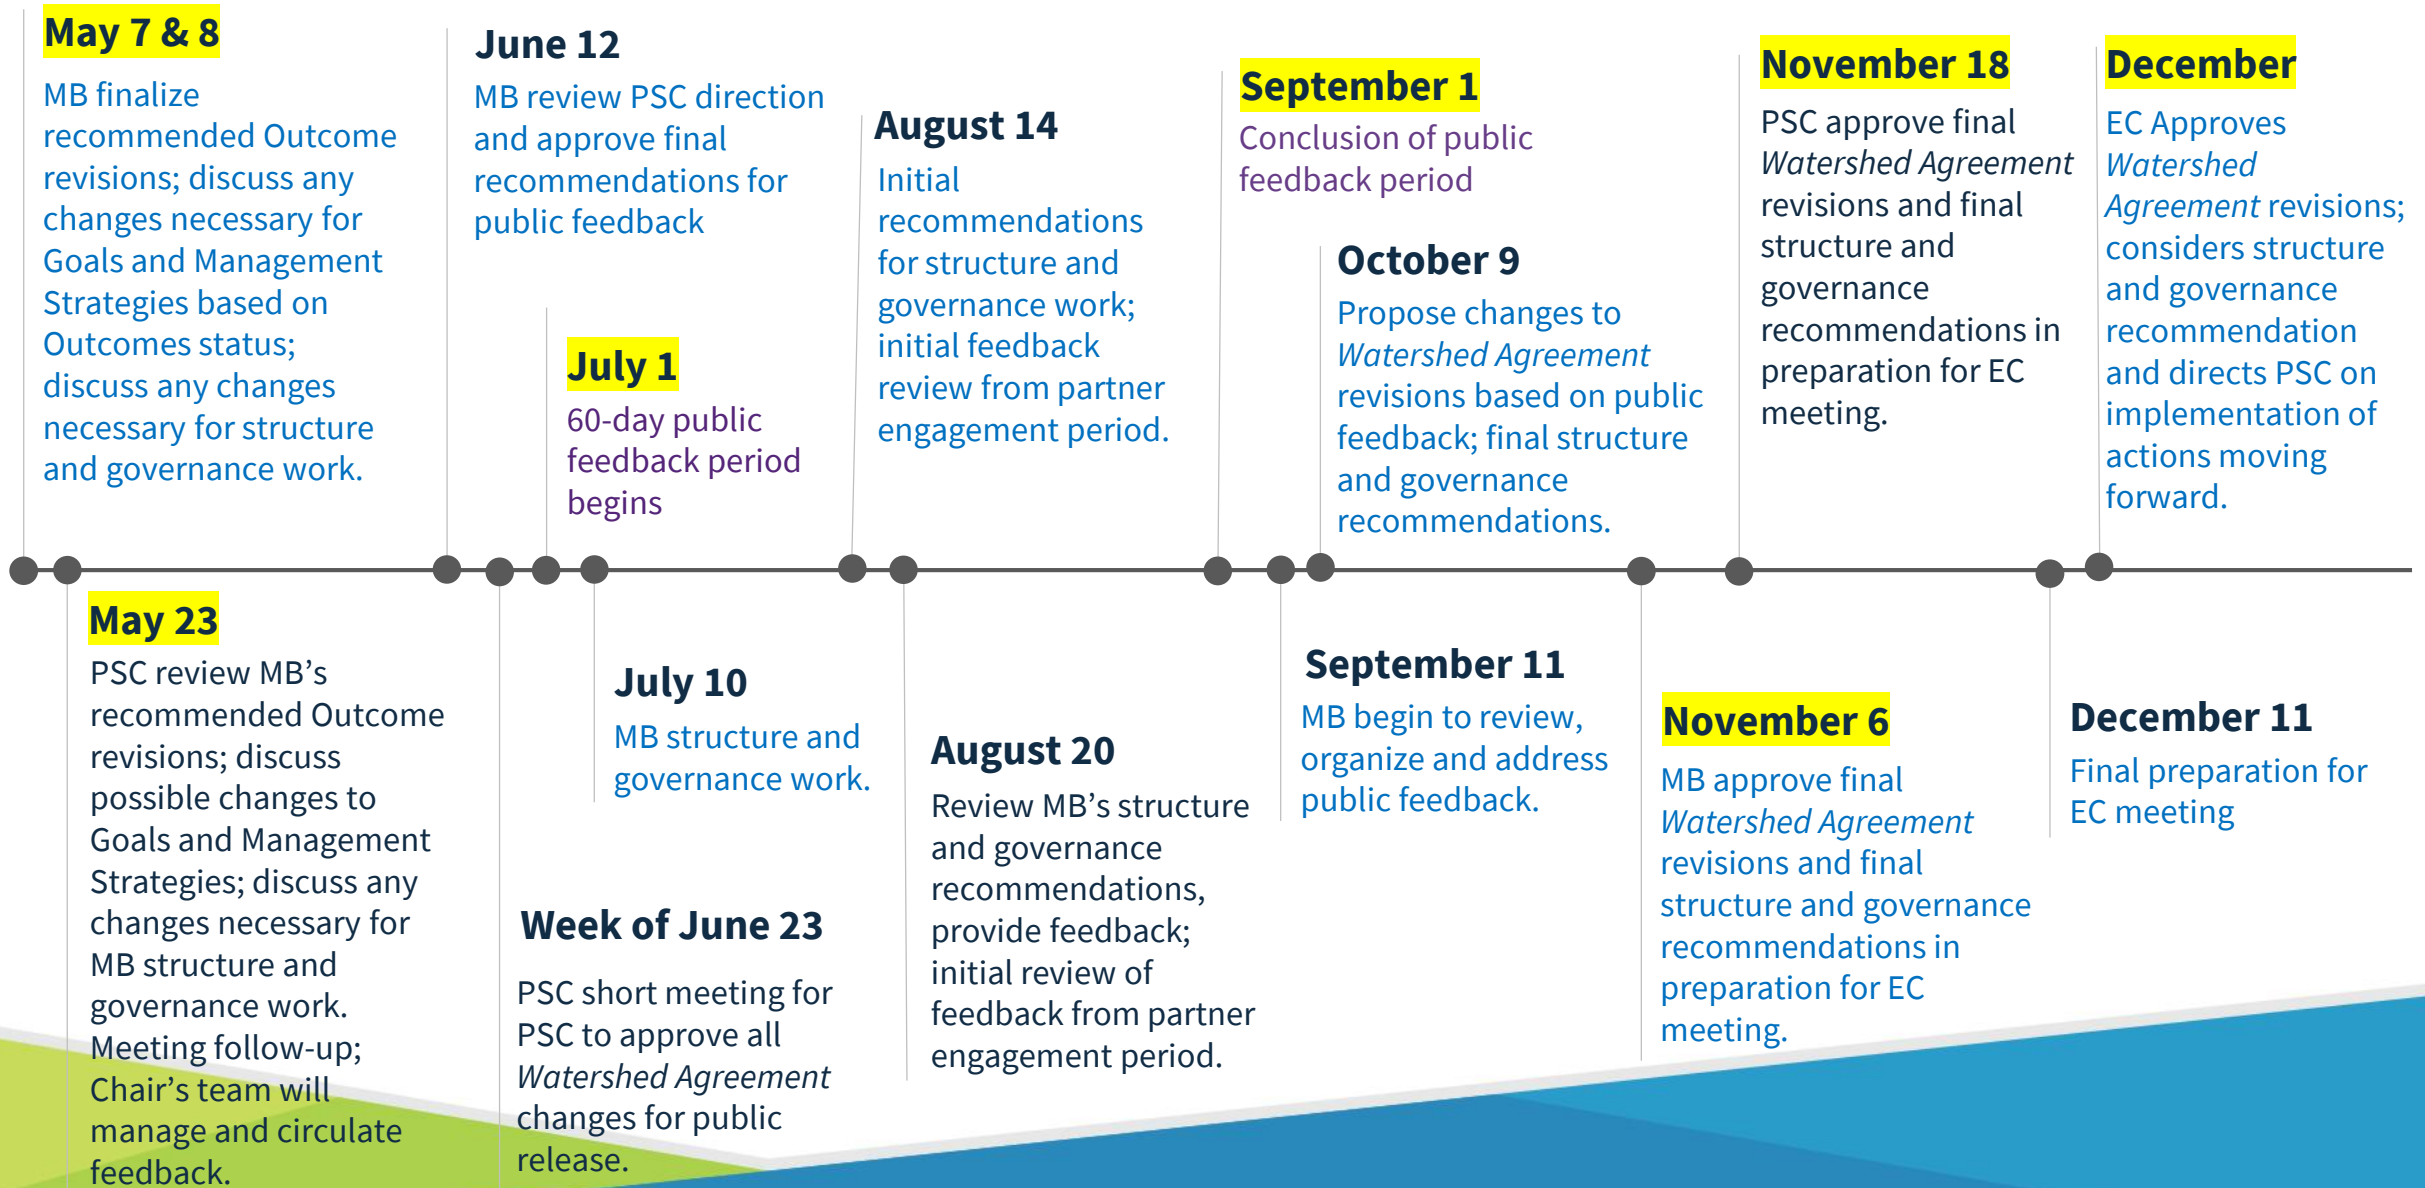 May 7 & 8
MB finalize
recommended Outcome
revisions; discuss any
changes necessary for
Goals and Management
Strategies based on
Outcomes status;
discuss any changes
necessary for structure
and governance work.
May 23
PSC review MB’s
recommended Outcome
revisions; discuss
possible changes to
Goals and Management
Strategies; discuss any
changes necessary for
MB structure and
governance work.
Meeting follow-up;
Chair’s team will
manage and circulate
feedback.
June 12
MB review PSC direction
and approve final
recommendations for
public feedback
Week of June 23
PSC short meeting for
PSC to approve all
Watershed Agreement
changes for public
release.
July 1
60-day public
feedback period
begins
July 10
MB structure and
governance work.
August 14
Initial
recommendations
for structure and
governance work;
initial feedback
review from partner
engagement period.
August 20
Review MB’s structure
and governance
recommendations,
provide feedback;
initial review of
feedback from partner
engagement period.
September 1
Conclusion of public
feedback period
September 11
MB begin to review,
organize and address
public feedback.
October 9
Propose changes to
Watershed Agreement
revisions based on public
feedback; final structure
and governance
recommendations.
November 6
MB approve final
Watershed Agreement
revisions and final
structure and governance
recommendations in
preparation for EC
meeting.
November 18
PSC approve final
Watershed Agreement
revisions and final
structure and
governance
recommendations in
preparation for EC
meeting.
December 11
Final preparation for
EC meeting
December
EC Approves
Watershed
Agreement revisions;
considers structure
and governance
recommendation
and directs PSC on
implementation of
actions moving
forward.